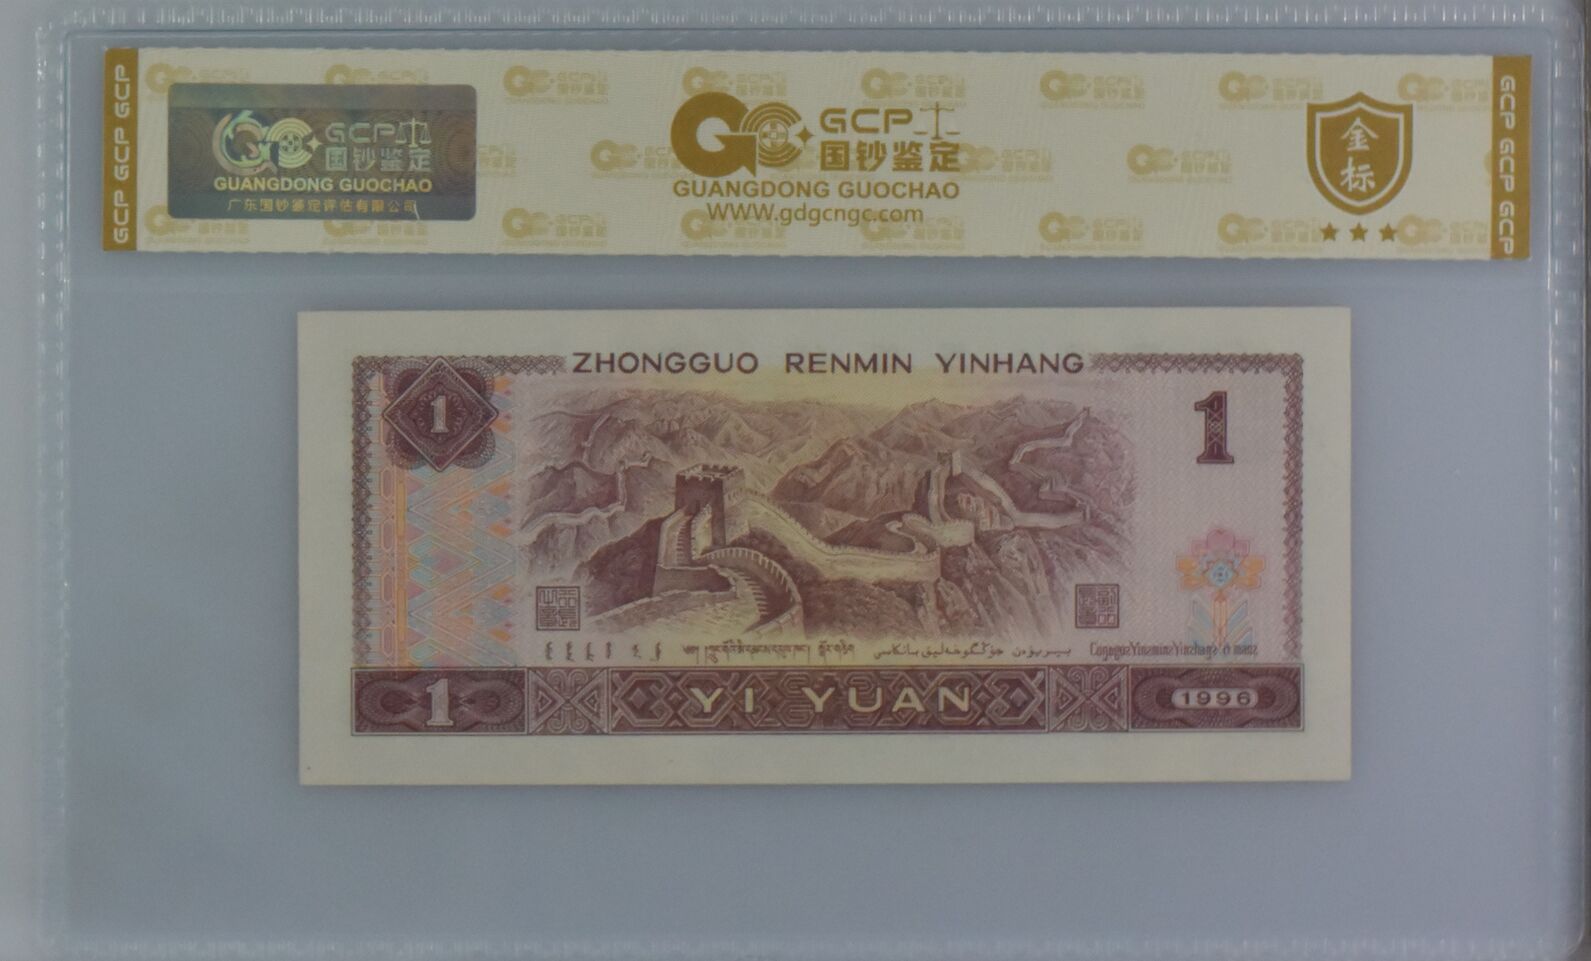 GCP GCP GCP
GCP
国钞鉴定
GUANGDONG GUOCHAO
广东国钞鉴定评估有限公司
GCP
国钞鉴定
GUANGDONG GUOCHAO
WWW.gdgcngc.com
金标
GCP GCP GCP
ZHONGGUO RENMIN YINHANG
1
1
YI YUAN
1
1996